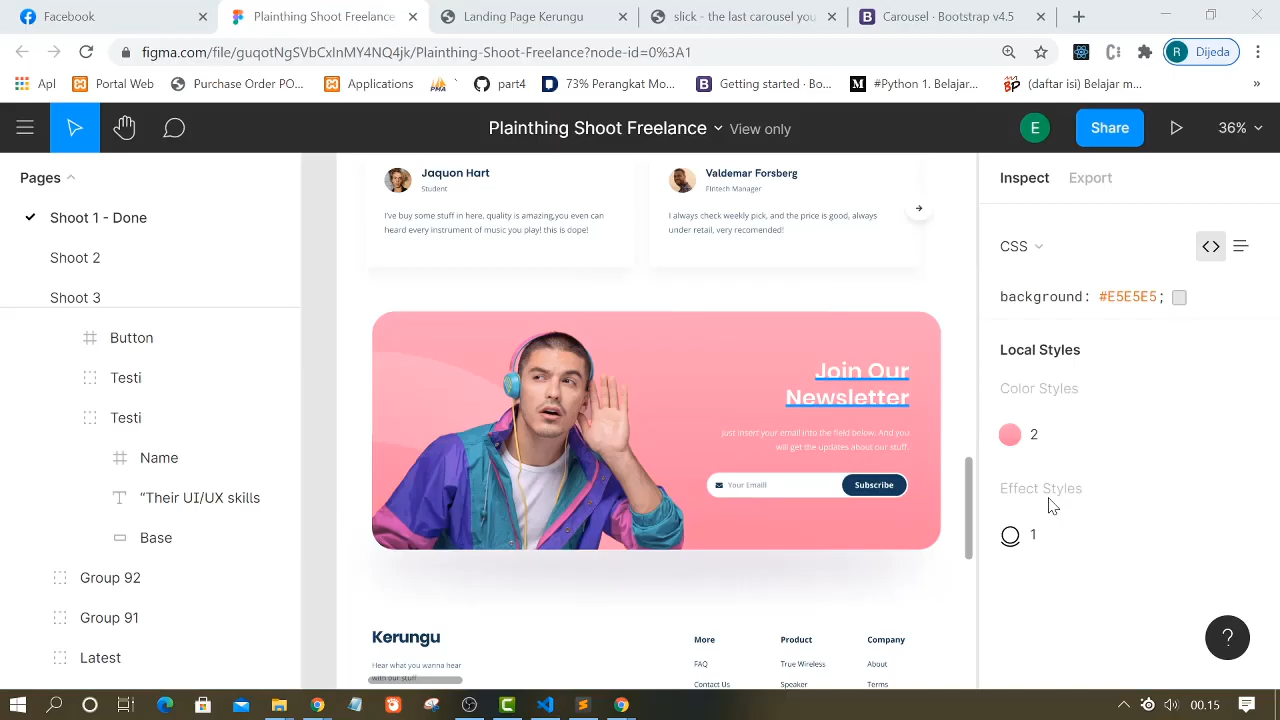 Facebook
Plainthing Shoot Freelance
Landing Page Kerungu
slick - the last carousel you
Carousel · Bootstrap v4.5
figma.com/file/guqotNgSVbCxInMY4NQ4jk/Plainthing-Shoot-Freelance?node-id=0%3A1
R Dijeda
Apl
Portal Web
Purchase Order PO...
Applications
PMA
part4
73% Perangkat Mo...
Getting started · Bo...
#Python 1. Belajar...
(daftar isi) Belajar m...
»
Plainthing Shoot Freelance
View only
E
Share
36%
Pages
Shoot 1 - Done
Shoot 2
Shoot 3
Button
Testi
Testi
Name
“Their UI/UX skills
Base
Group 92
Group 91
Latest
Jaquon Hart
Student
I've buy some stuff in here, quality is amazing,you even can
heard every instrument of music you play! this is dope!
Valdemar Forsberg
Fintech Manager
I always check weekly pick, and the price is good, always
under retail, very recomended!
Join Our
Newsletter
Just insert your email into the field below. And you
will get the updates about our stuff.
Your Emaill
Subscribe
Kerungu
Hear what you wanna hear
with our stuff
More
FAQ
Contact Us
Product
True Wireless
Speaker
Company
About
Terms
Inspect
Export
CSS
background: #E5E5E5;
Local Styles
Color Styles
2
Effect Styles
1
?
00.15